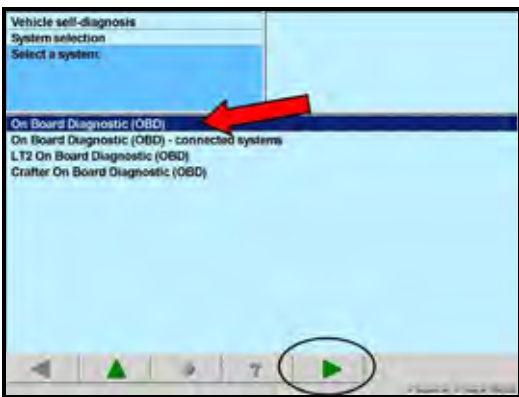 Vehicle self-diagnosis
System selection
Select a system:
On Board Diagnostic (OBD)
On Board Diagnostic (OBD) - connected systems
LT2 On Board Diagnostic (OBD)
Crafter On Board Diagnostic (OBD)
?